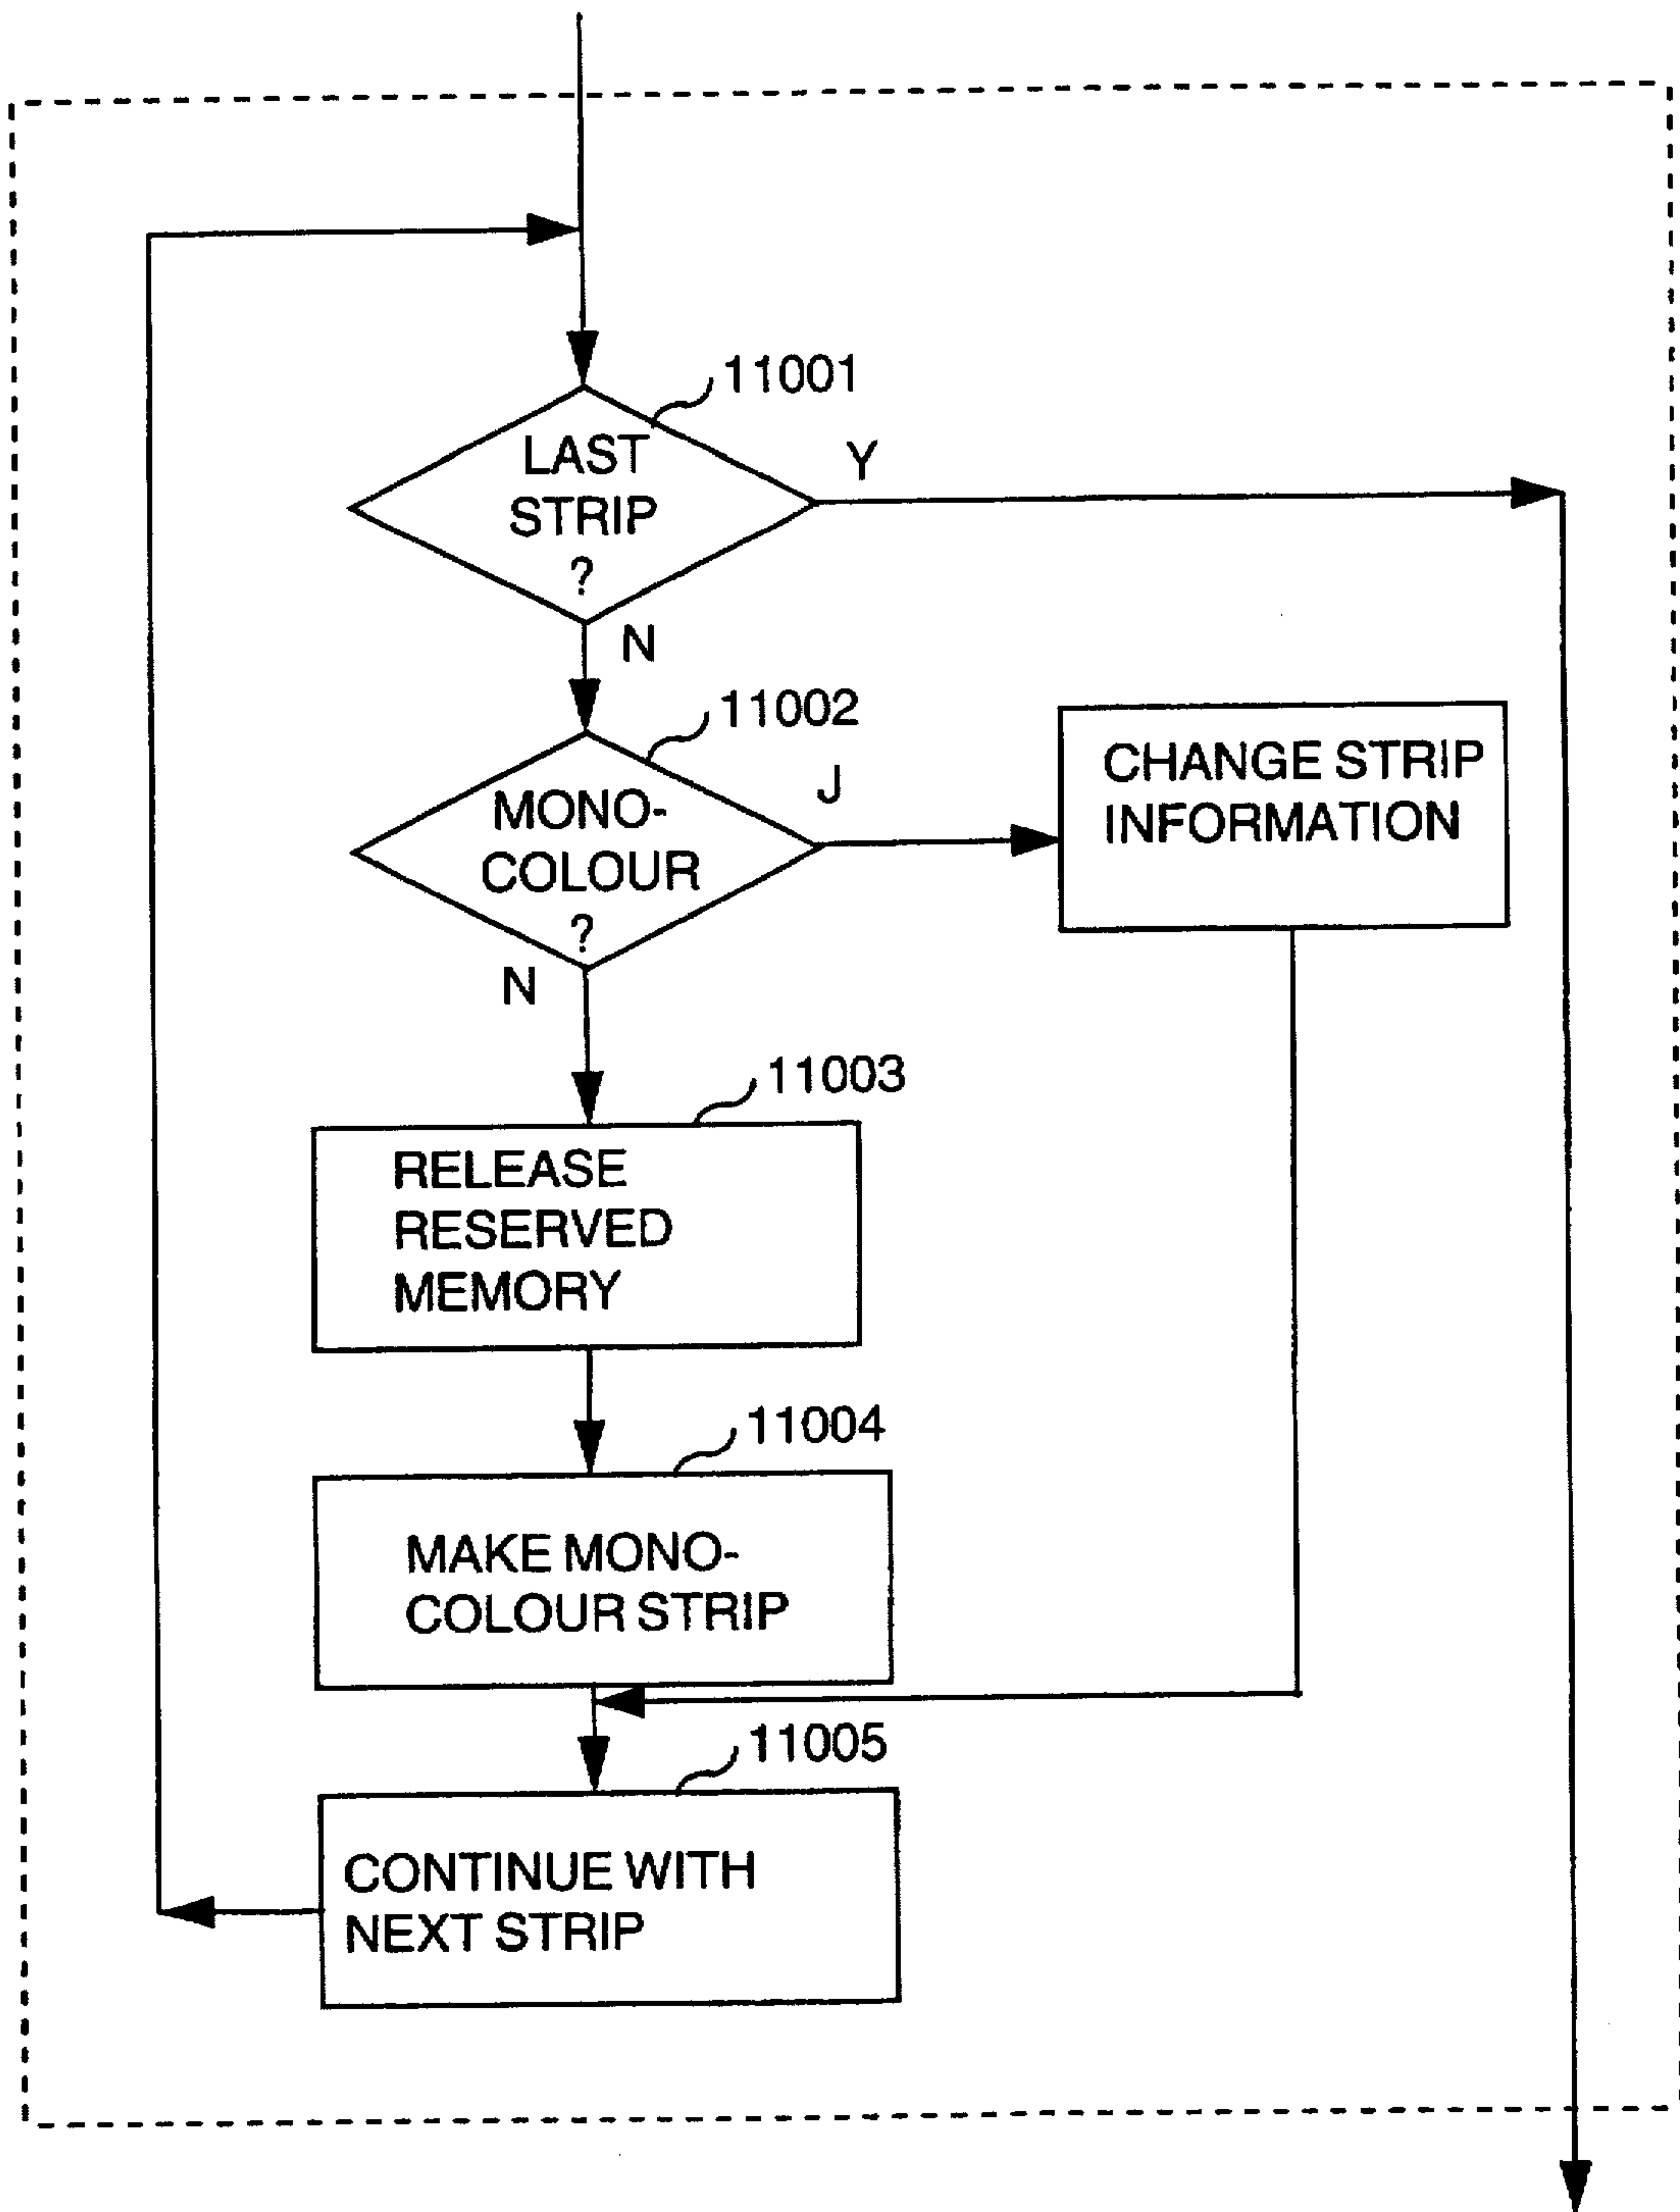 11001
LAST
STRIP
?
Y
N
11002
MONO-
COLOUR
?
J
N
CHANGE STRIP
INFORMATION
11003
RELEASE
RESERVED
MEMORY
11004
MAKE MONO-
COLOUR STRIP
11005
CONTINUE WITH
NEXT STRIP